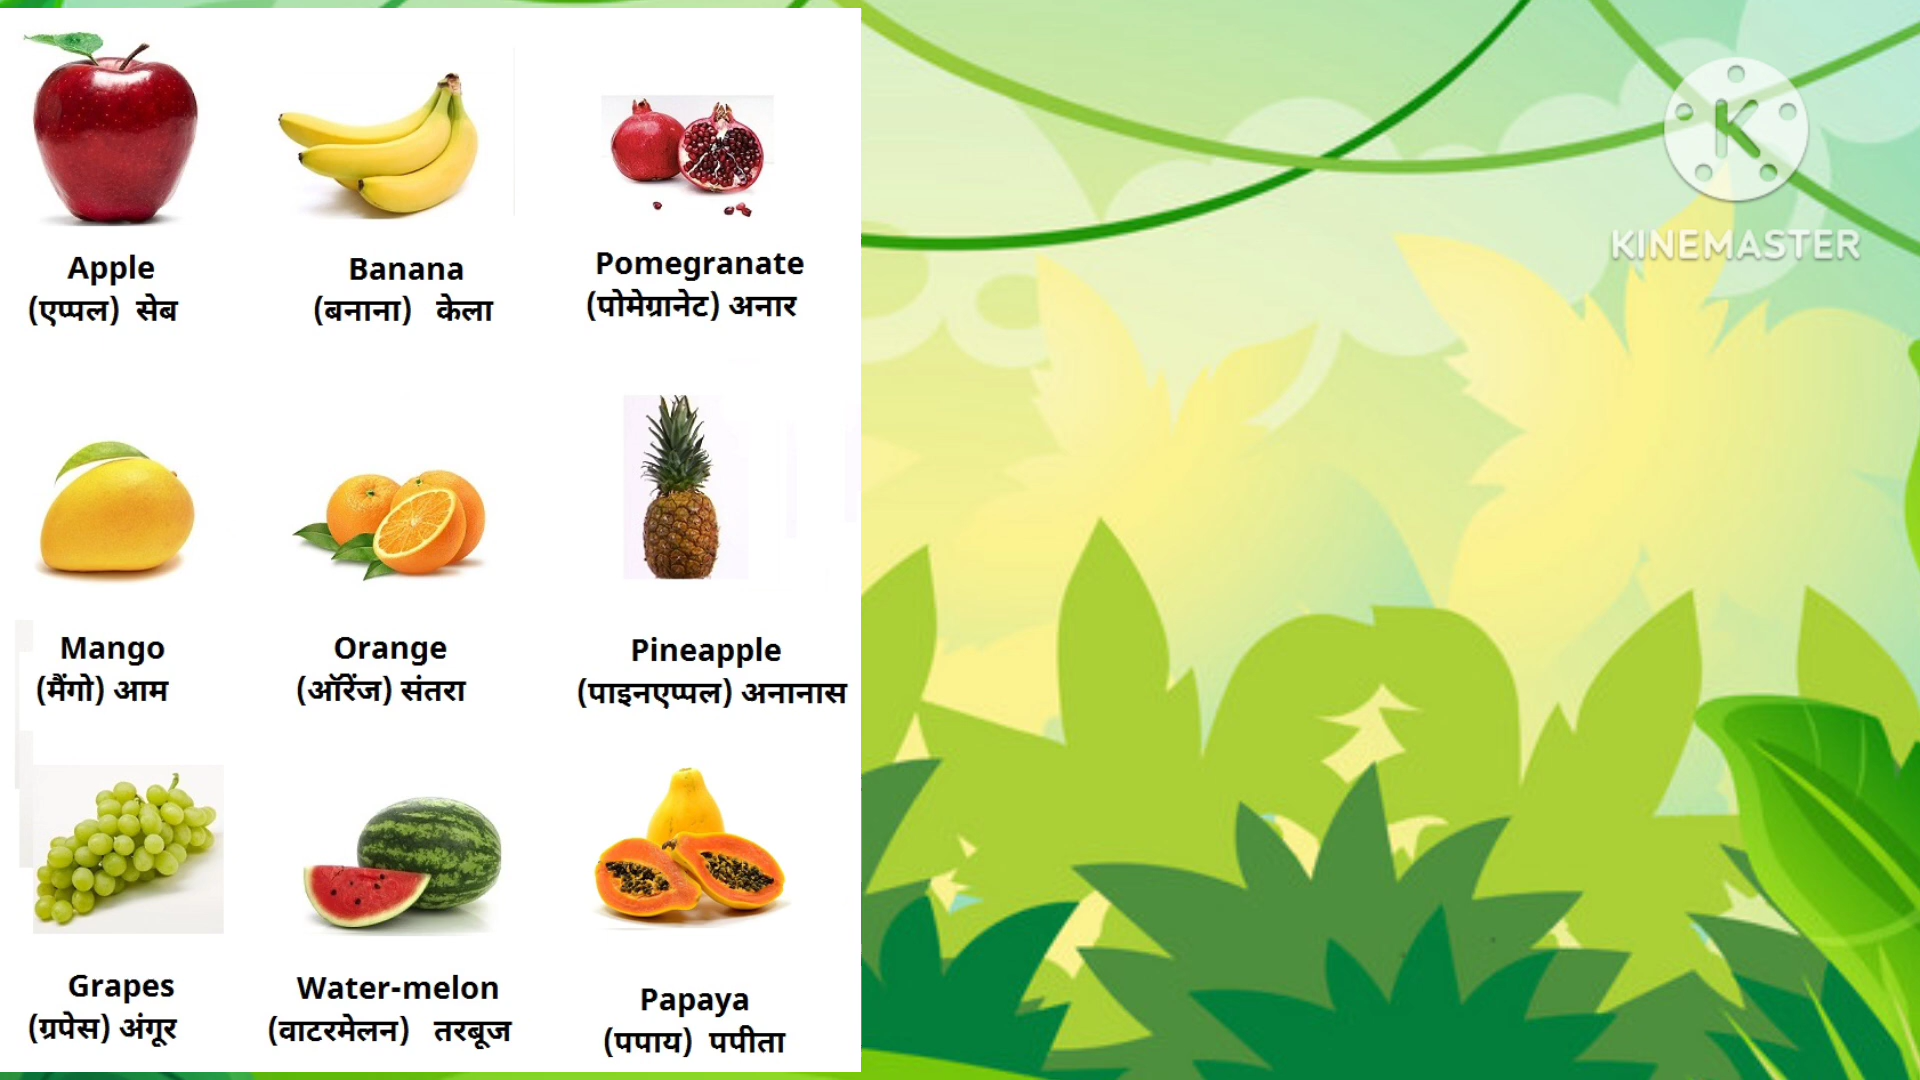 Apple
(एप्पल) सेब
Banana
(बनाना) केला
Pomegranate
(पोमेग्रानेट) अनार
Mango
(मैंगो) आम
Orange
(ऑरेंज) संतरा
Pineapple
(पाइनएप्पल) अनानास
Grapes
(ग्रपेस) अंगूर
Water-melon
(वाटरमेलन) तरबूज
Papaya
(पपाय) पपीता
K
KINEMASTER